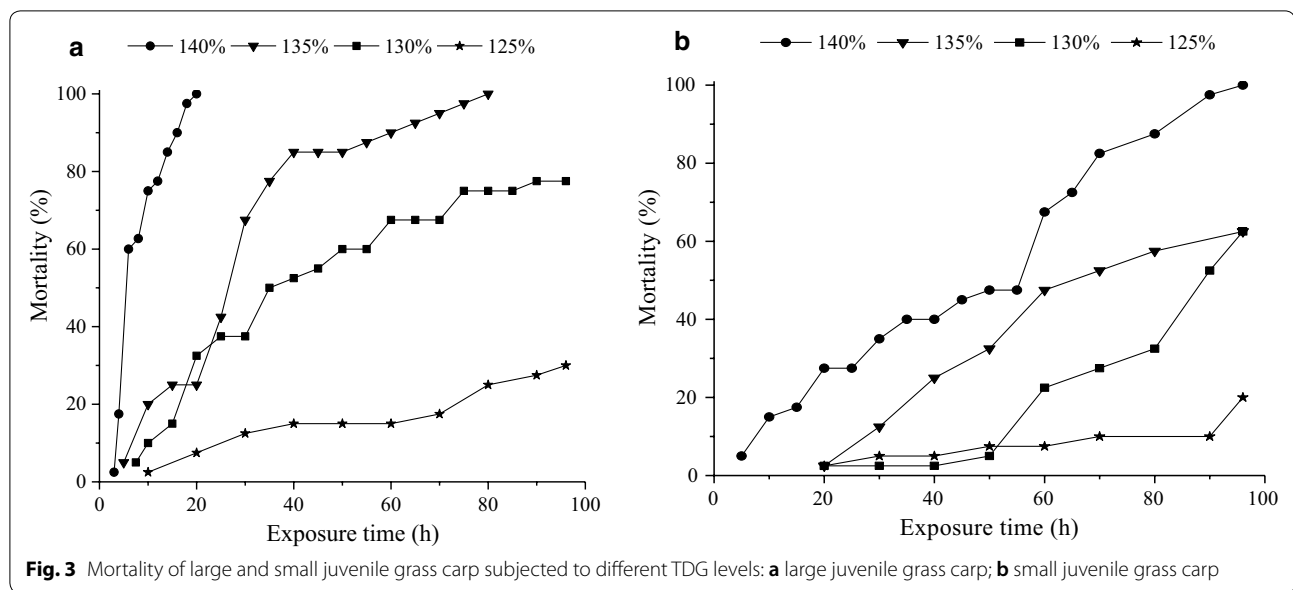 a
140% 135% 130% 125%
100
80
60
40
20
0
Mortality (%)
0 20 40 60 80 100
Exposure time (h)
b
140% 135% 130% 125%
100
80
60
40
20
0
Mortality (%)
0 20 40 60 80 100
Exposure time (h)
Fig. 3 Mortality of large and small juvenile grass carp subjected to different TDG levels: a large juvenile grass carp; b small juvenile grass carp